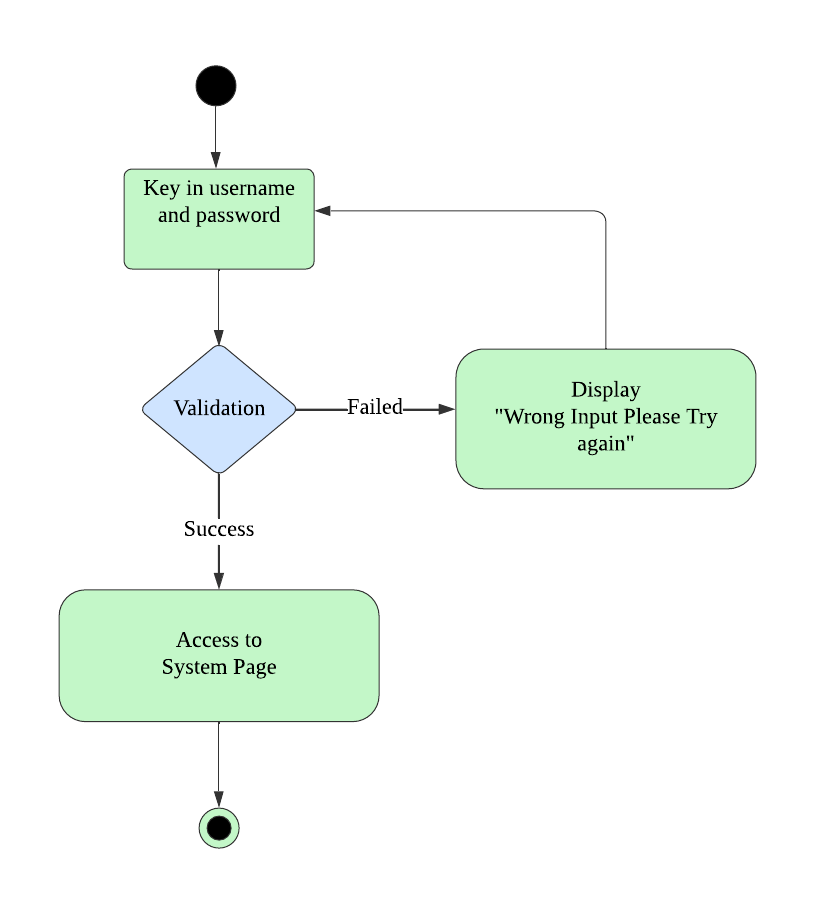 Key in username
and password
Validation
Failed
Display
"Wrong Input Please Try
again"
Success
Access to
System Page